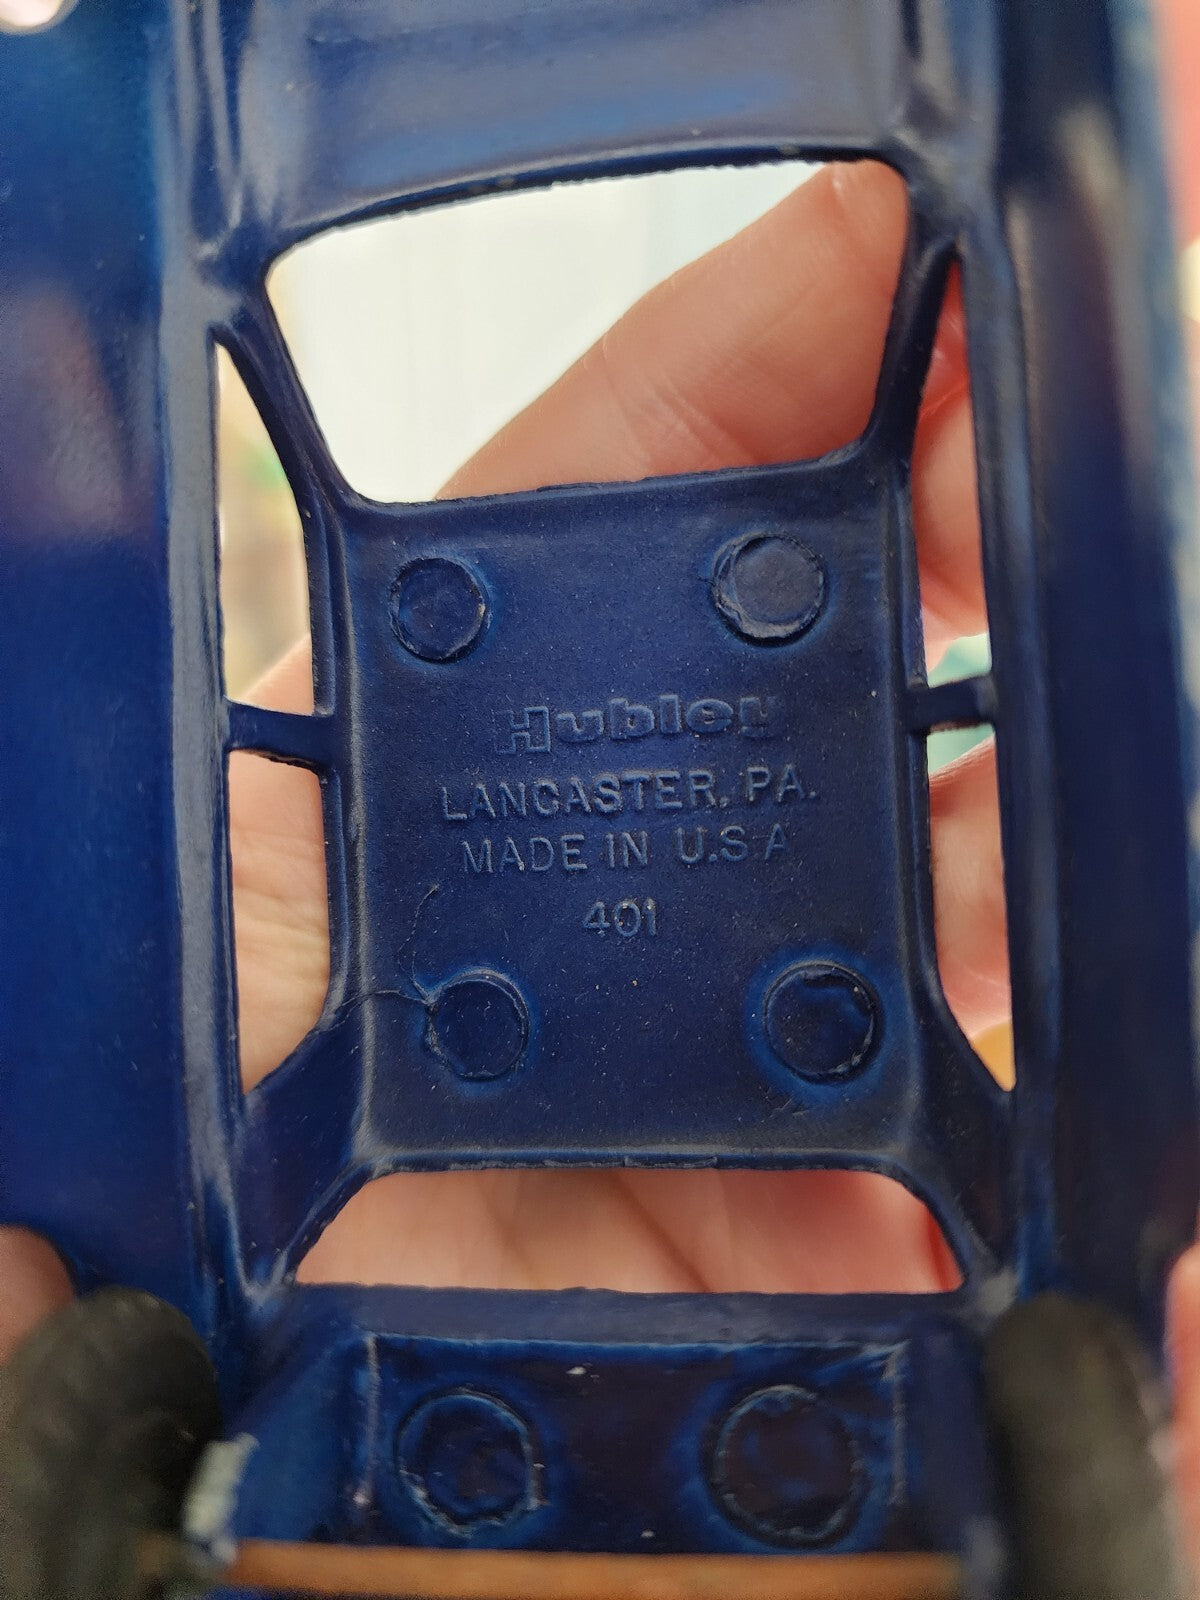 Hubley
LANCASTER, PA.
MADE IN U.S.A
401